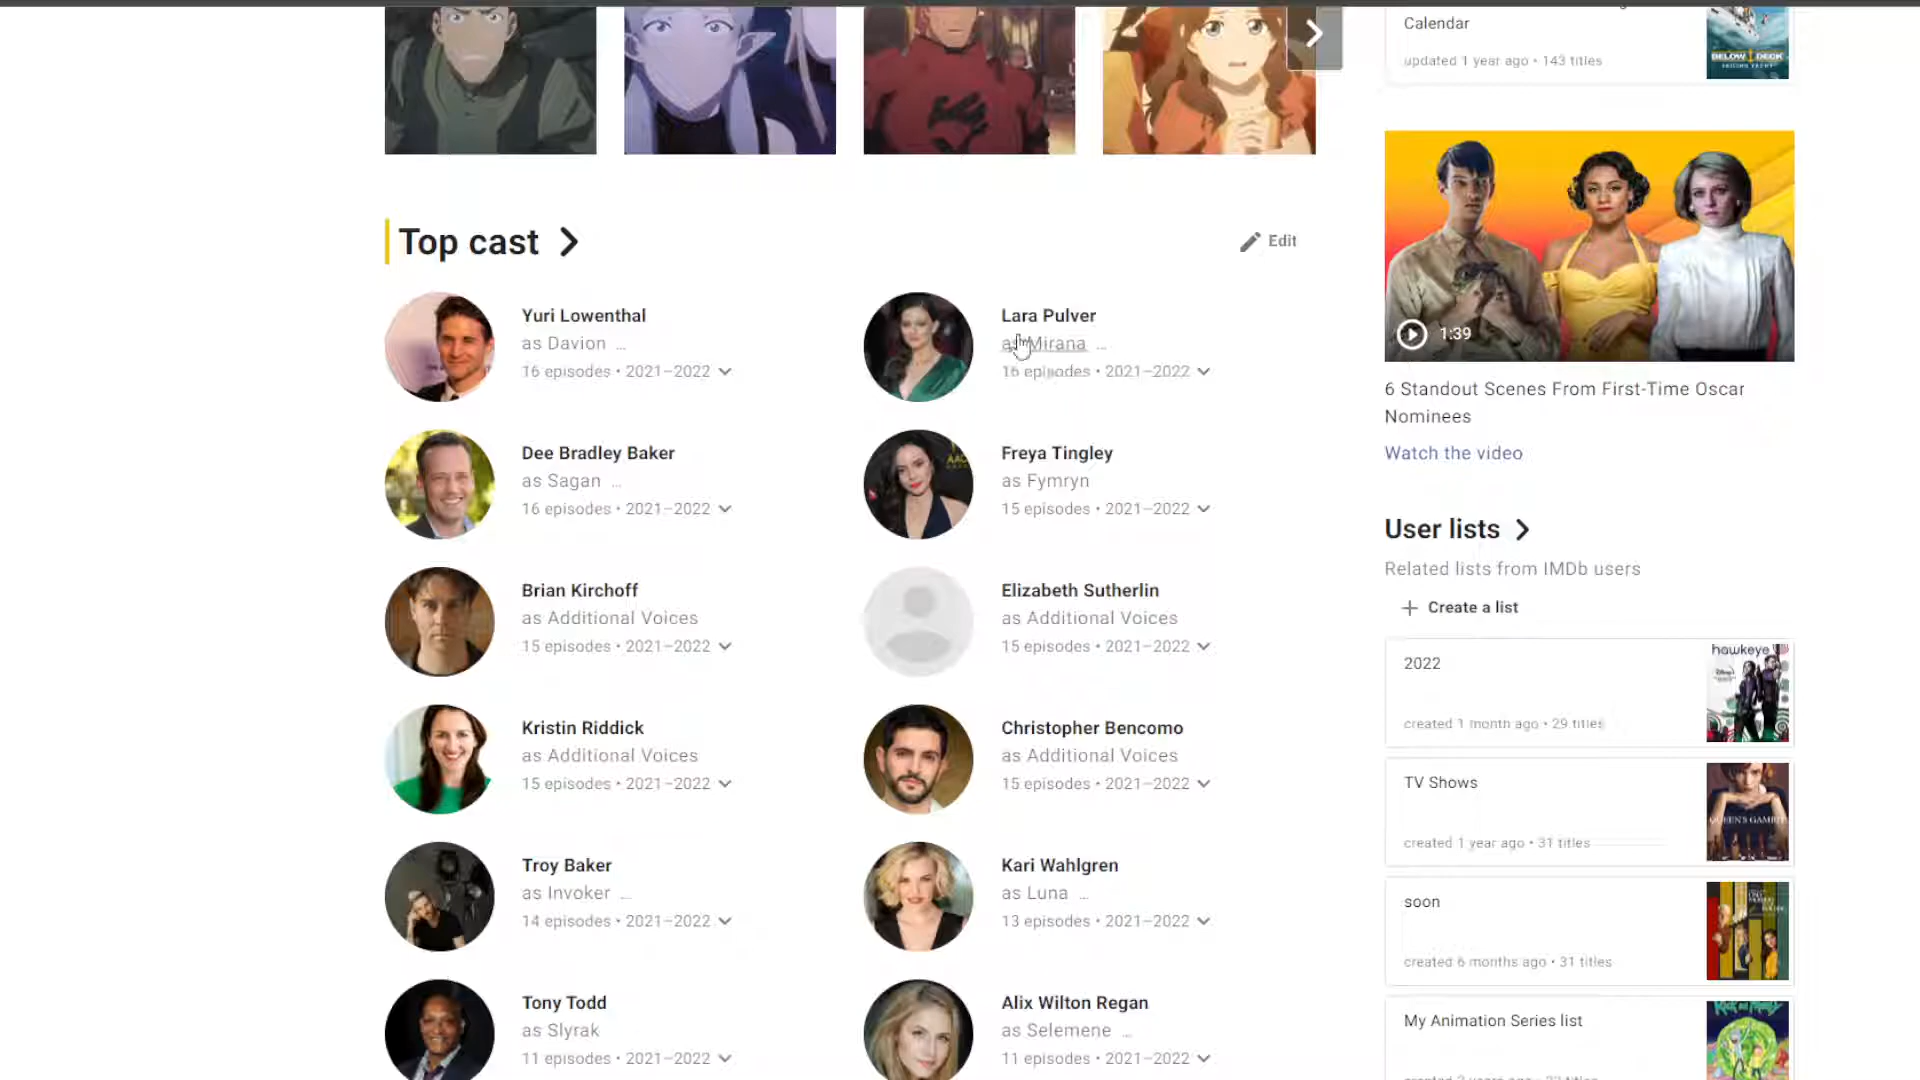 Calendar
updated 1 year ago • 143 titles
BELOW DECK
Top cast
Edit
Yuri Lowenthal
as Davion ...
16 episodes • 2021–2022
Lara Pulver
as Mirana ...
16 episodes • 2021–2022
Dee Bradley Baker
as Sagan ...
16 episodes • 2021–2022
Freya Tingley
as Fymryn
15 episodes • 2021–2022
Brian Kirchoff
as Additional Voices
15 episodes • 2021–2022
Elizabeth Sutherlin
as Additional Voices
15 episodes • 2021–2022
Kristin Riddick
as Additional Voices
15 episodes • 2021–2022
Christopher Bencomo
as Additional Voices
15 episodes • 2021–2022
Troy Baker
as Invoker ...
14 episodes • 2021–2022
Kari Wahlgren
as Luna ...
13 episodes • 2021–2022
Tony Todd
as Slyrak
11 episodes • 2021–2022
Alix Wilton Regan
as Selemene ...
11 episodes • 2021–2022
1:39
6 Standout Scenes From First-Time Oscar
Nominees
Watch the video
User lists
Related lists from IMDb users
Create a list
2022
created 1 month ago • 29 titles
hawkeye
TV Shows
created 1 year ago • 31 titles
QUEEN'S GAMBIT
soon
created 6 months ago • 31 titles
My Animation Series list